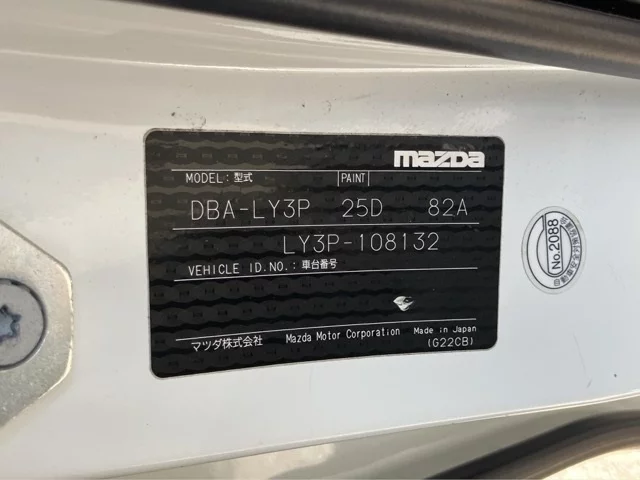 mazda
MODEL:型式 PAINT
DBA-LY3P 25D 82A
LY3P-108132
VEHICLE ID.NO.:車台番号
マツダ株式会社 Mazda Motor Corporation Made in Japan
(G22CB)
No.2088